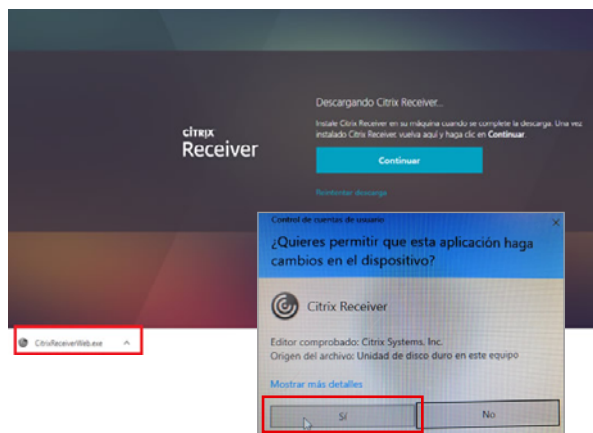 Descargando Citrix Receiver...
Instale Citrix Receiver en su máquina cuando se complete la descarga. Una vez
instalado Citrix Receiver, vuelva aquí y haga clic en Continuar.
CİTRIX
Receiver
Continuar
Reintentar descarga
Control de cuentas de usuario
¿Quieres permitir que esta aplicación haga
cambios en el dispositivo?
Citrix Receiver
Editor comprobado: Citrix Systems, Inc.
Origen del archivo: Unidad de disco duro en este equipo
Mostrar más detalles
Sí No
CitrixReceiverWeb.exe